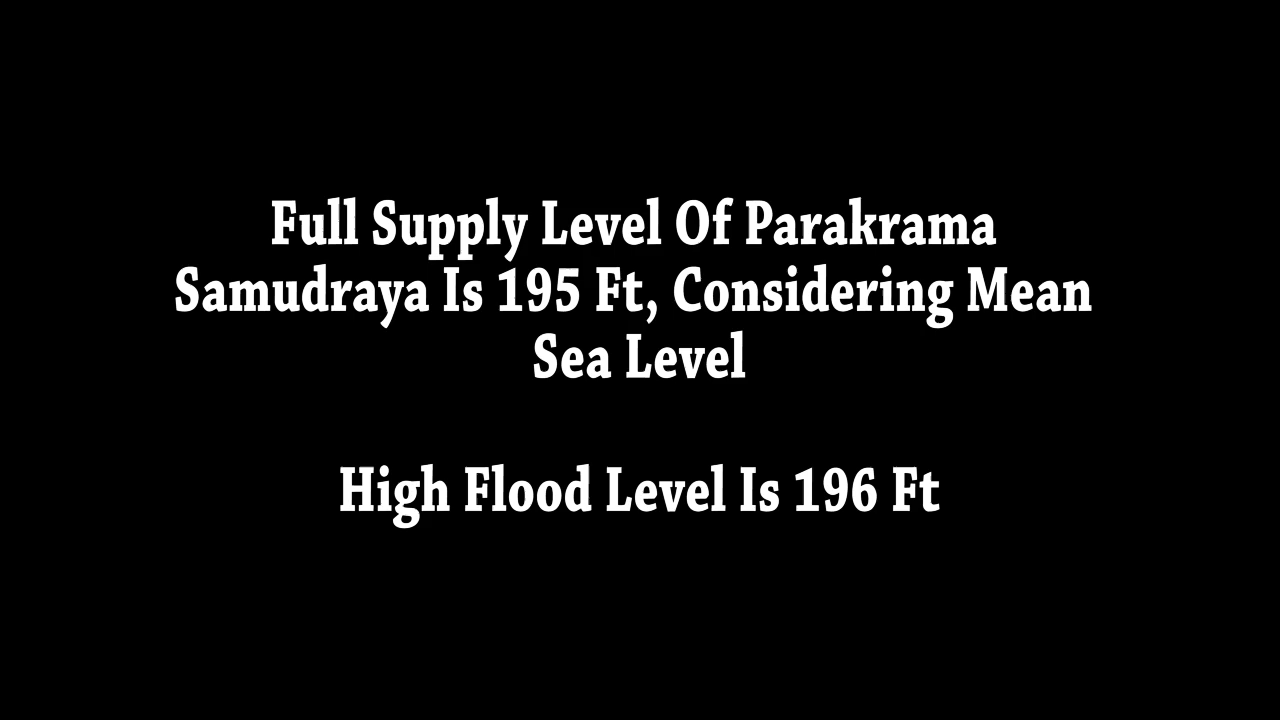 Full Supply Level Of Parakrama
Samudraya Is 195 Ft, Considering Mean
Sea Level
High Flood Level Is 196 Ft